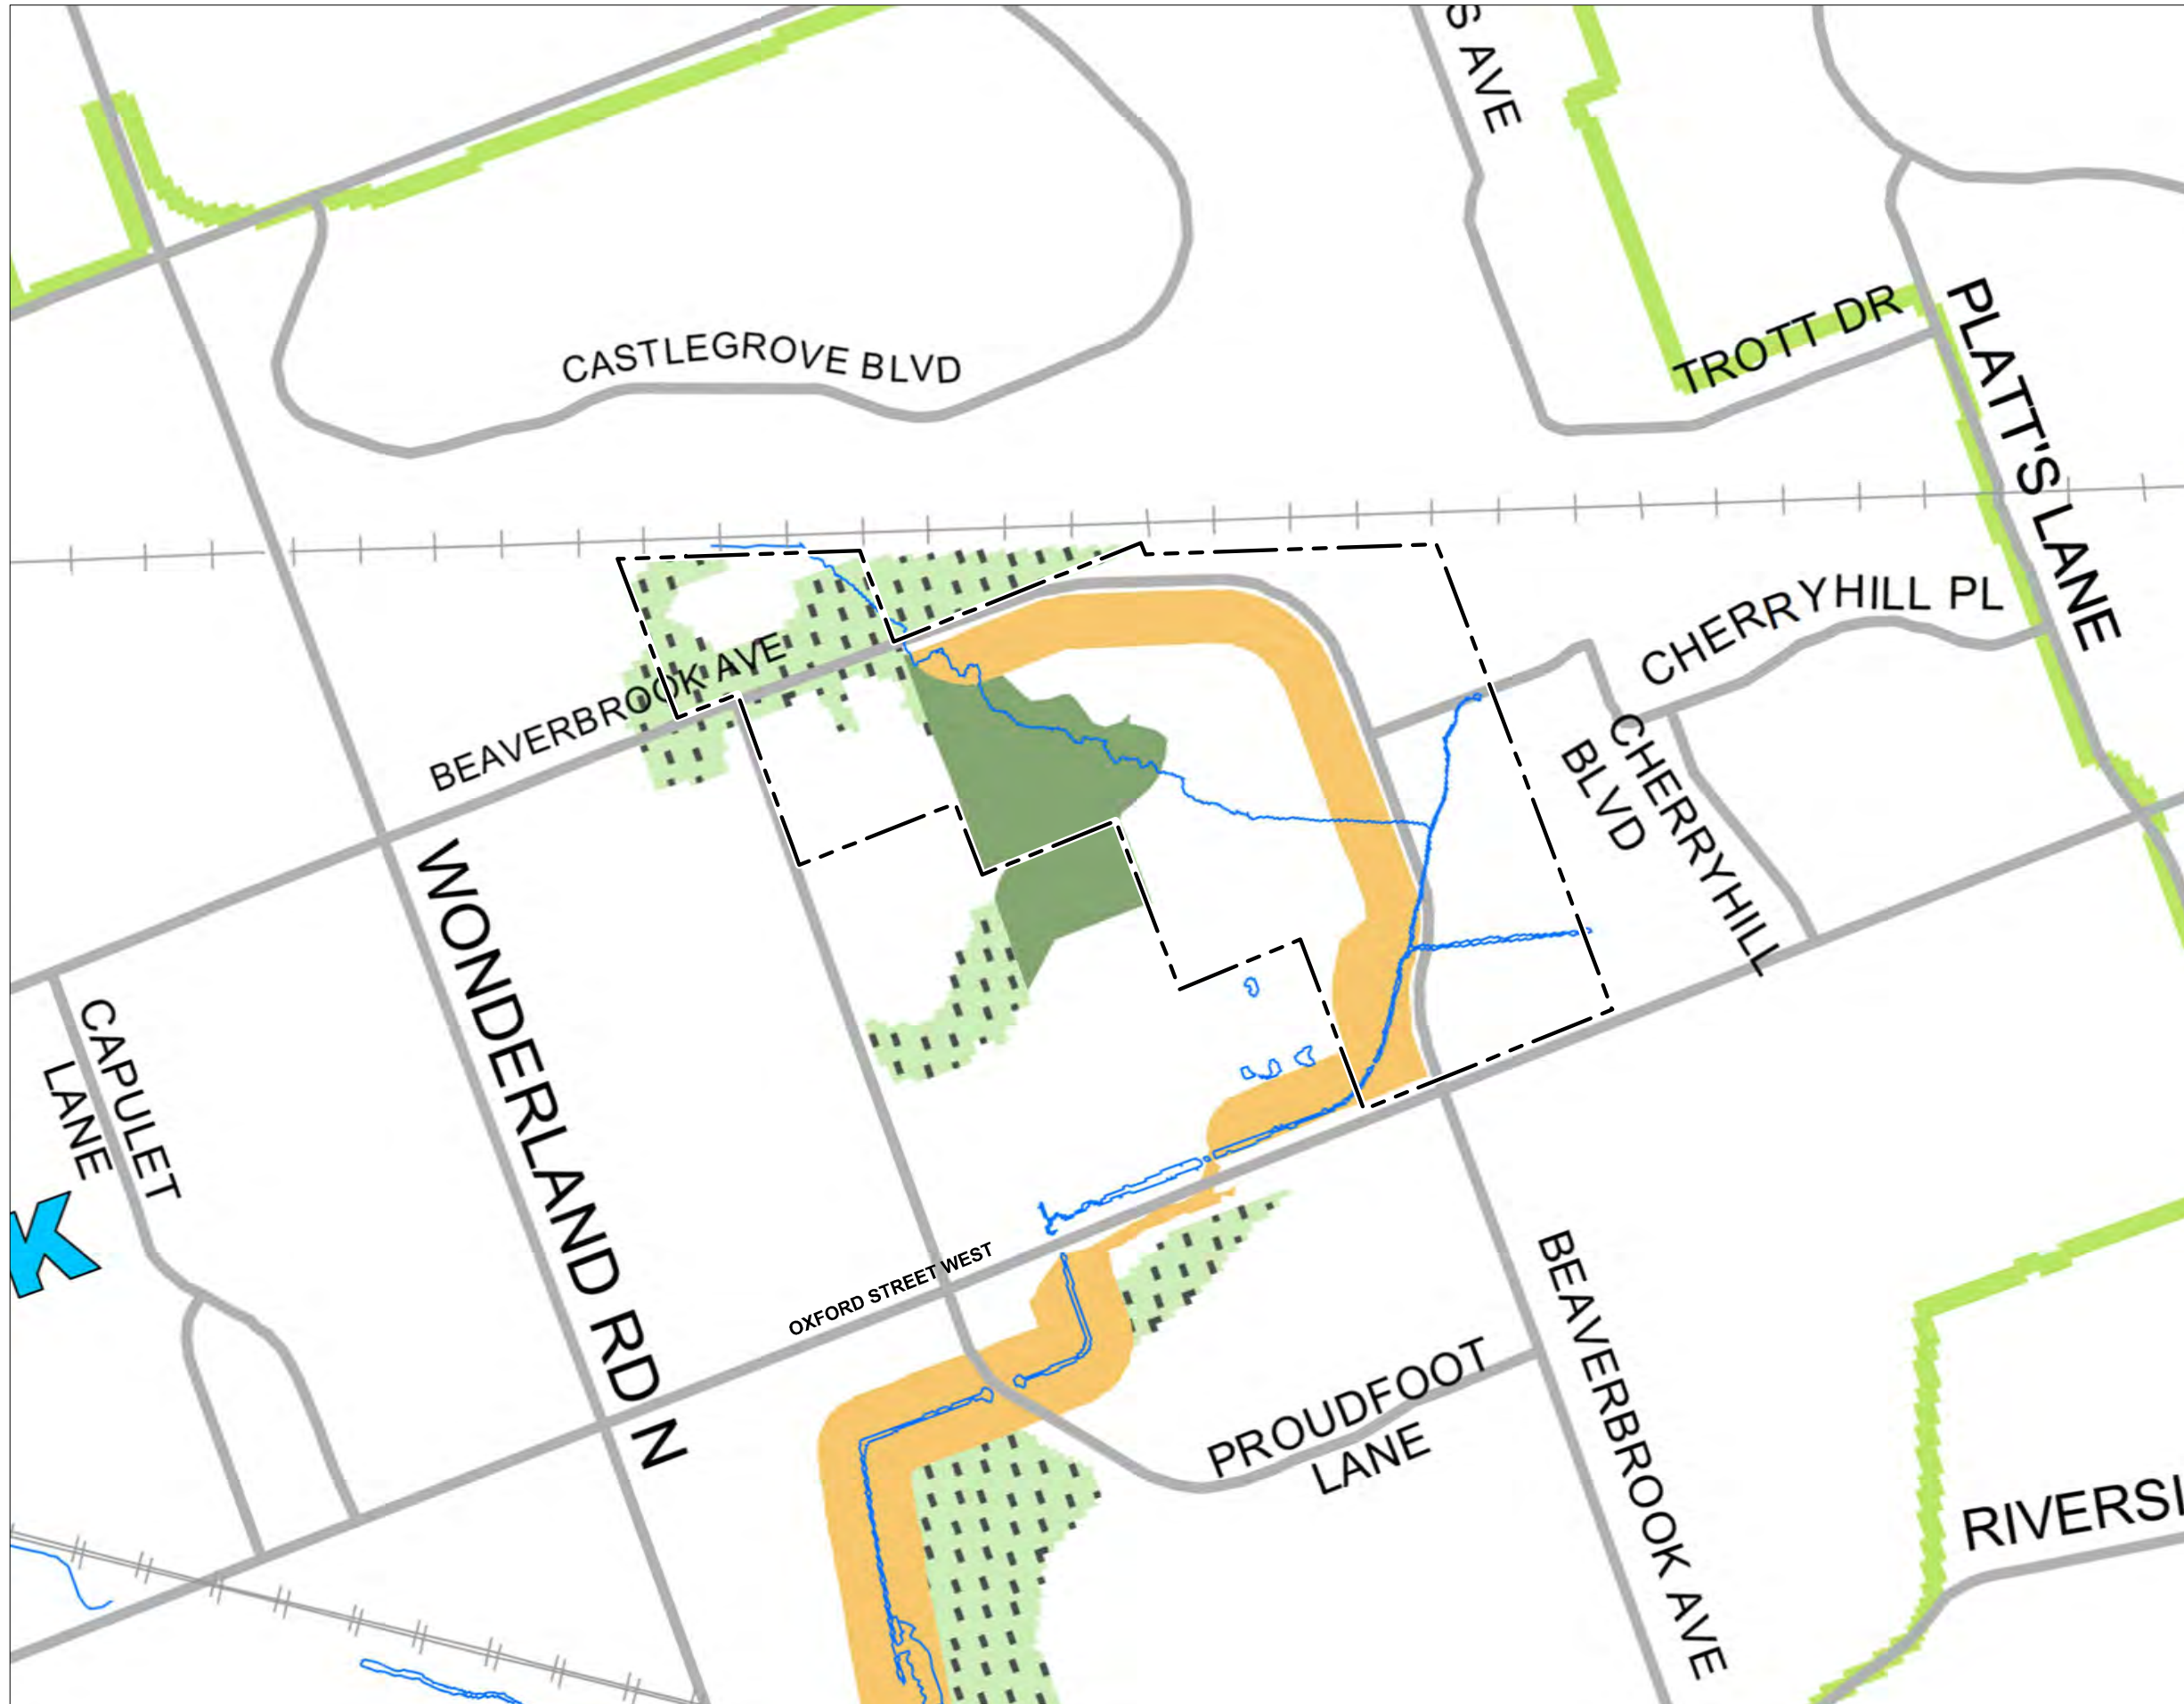 S AVE
CASTLEGROVE BLVD
TROTT DR
PLATT'S LANE
CHERRYHILL PL
BEAVERBROOK AVE
CHERRYHILL
BLVD
WONDERLAND RD N
CAPULET
LANE
K
OXFORD STREET WEST
PROUDFOOT
LANE
BEAVERBROOK AVE
RIVERSI